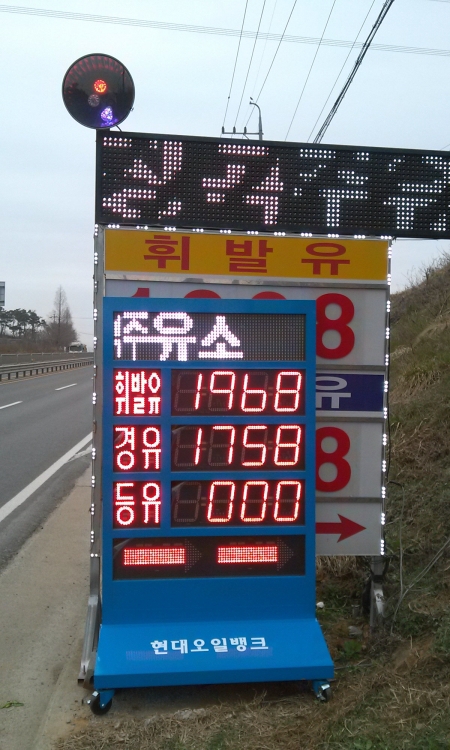 휘발유
주유소
휘발유 1968
경유 1758
등유 000
현대오일뱅크